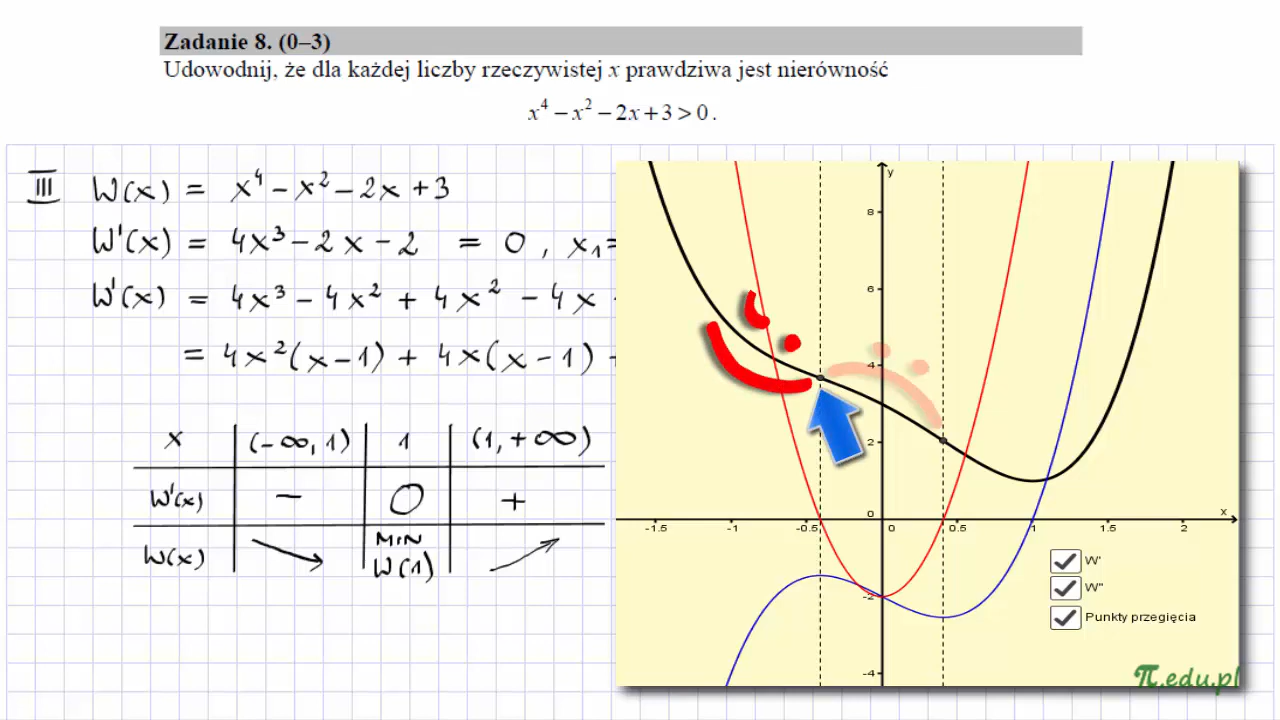 Zadanie 8. (0–3)
Udowodnij, że dla każdej liczby rzeczywistej x prawdziwa jest nierówność
x⁴ – x² – 2x + 3 > 0 .
III W(x) = x⁴ – x² – 2x + 3
W'(x) = 4x³ – 2x – 2 = 0 , x₁=
W'(x) = 4x³ – 4x² + 4x² – 4x
= 4x²(x – 1) + 4x(x – 1) +
x (-∞, 1) 1 (1, +∞)
W'(x) – 0 +
W(x) MIN W(1)
y
8
6
4
2
0
-2
-4
-1.5 -1 -0.5 0 0.5 1 1.5 2 x
W'
W''
Punkty przegięcia
π.edu.pl